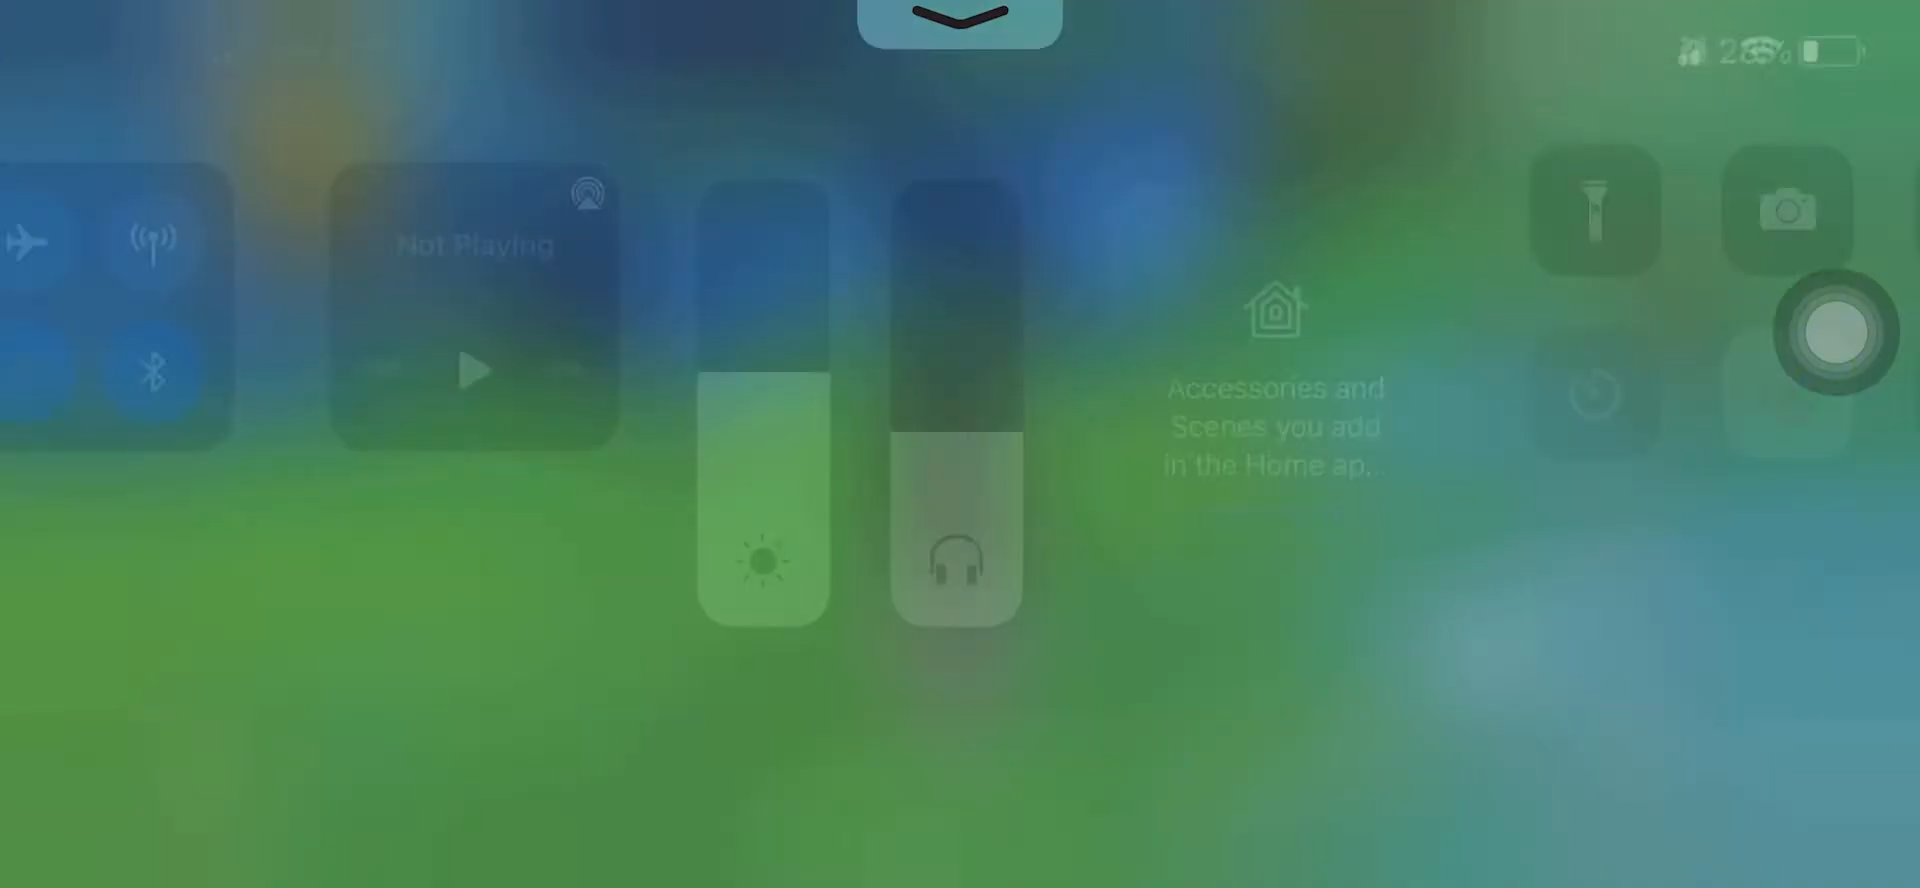 Not Playing
Accessories and
Scenes you add
in the Home ap...